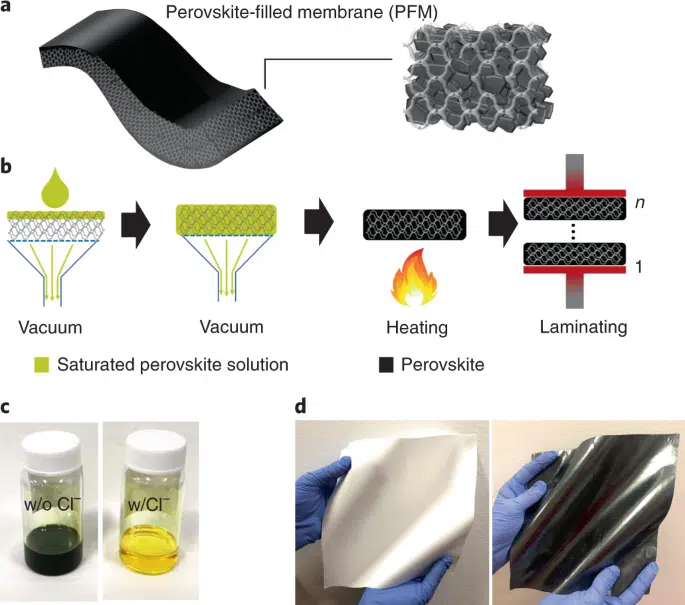 a
Perovskite-filled membrane (PFM)
b
n
1
Vacuum
Vacuum
Heating
Laminating
Saturated perovskite solution
Perovskite
c
d
w/o Cl⁻
w/Cl⁻